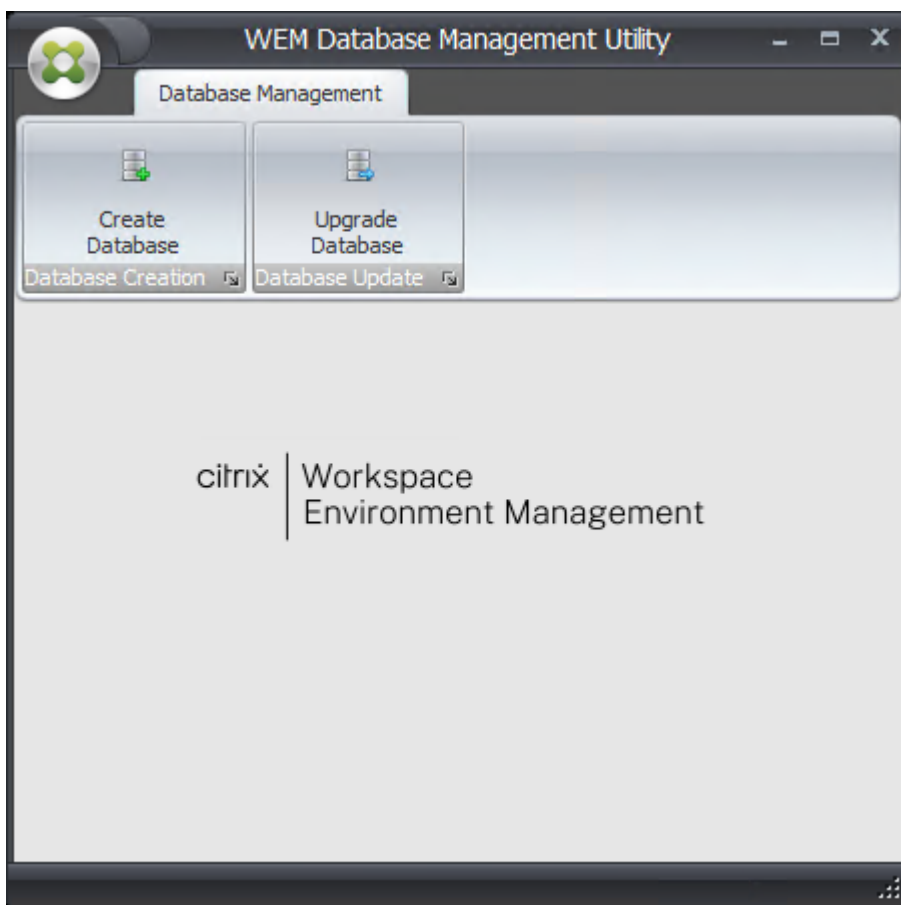 WEM Database Management Utility
Database Management
Create
Database
Upgrade
Database
Database Creation
Database Update
citrix
Workspace
Environment Management